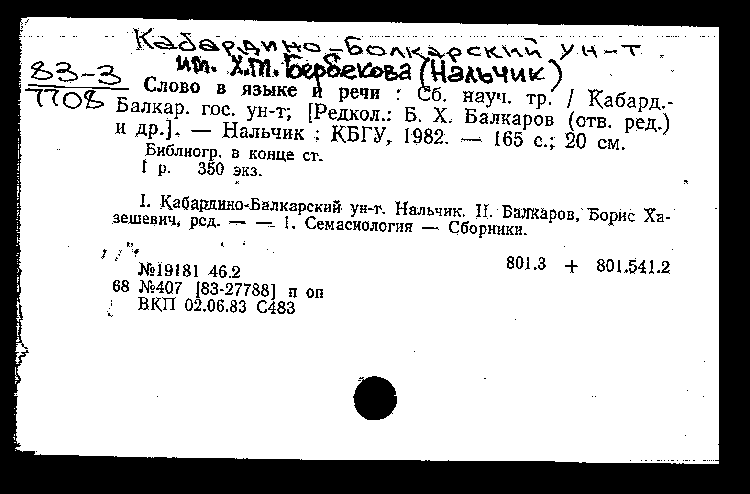 Кабардино-Болкарский ун-т
им. Х.М. Бербекова (Нальчик)
83-3
7708
Слово в языке и речи : Сб. науч. тр. / Кабард.-
Балкар. гос. ун-т; [Редкол.: Б. Х. Балкаров (отв. ред.)
и др.]. — Нальчик : КБГУ, 1982. — 165 с.; 20 см.
Библиогр. в конце ст.
1 р. 350 экз.
I. Кабардино-Балкарский ун-т. Нальчик. II. Балкаров, Борис Ха-
зешевич, ред. — — 1. Семасиология — Сборники.
801.3 + 801.541.2
№19181 46.2
68 №407 [83-27788] п оп
ВКП 02.06.83 С483